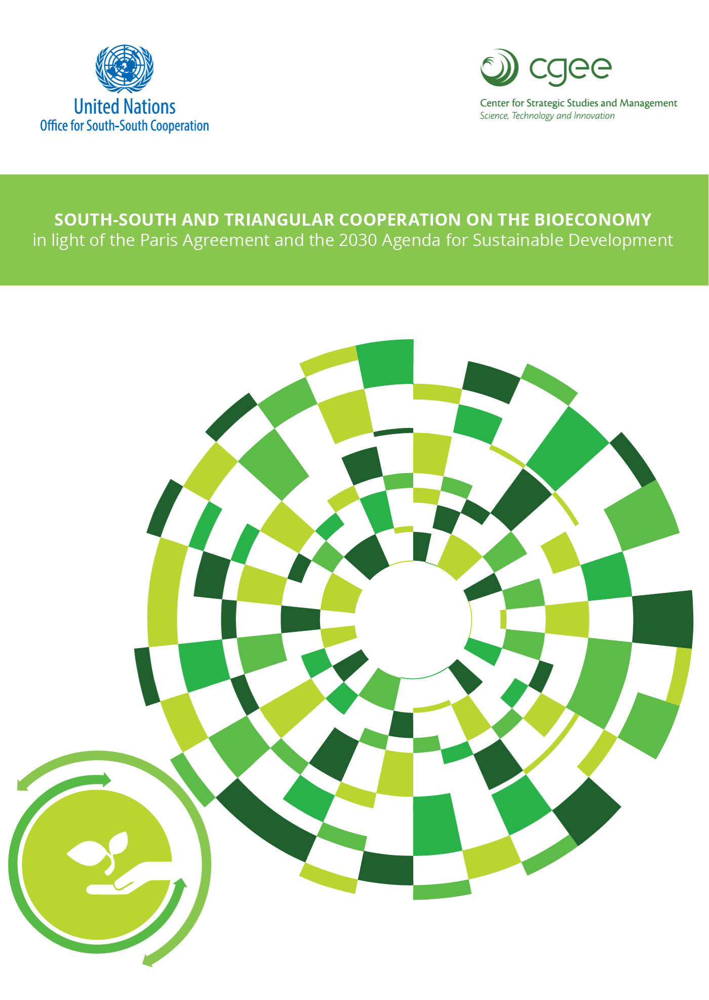 United Nations
Office for South-South Cooperation
cgee
Center for Strategic Studies and Management
Science, Technology and Innovation
SOUTH-SOUTH AND TRIANGULAR COOPERATION ON THE BIOECONOMY
in light of the Paris Agreement and the 2030 Agenda for Sustainable Development